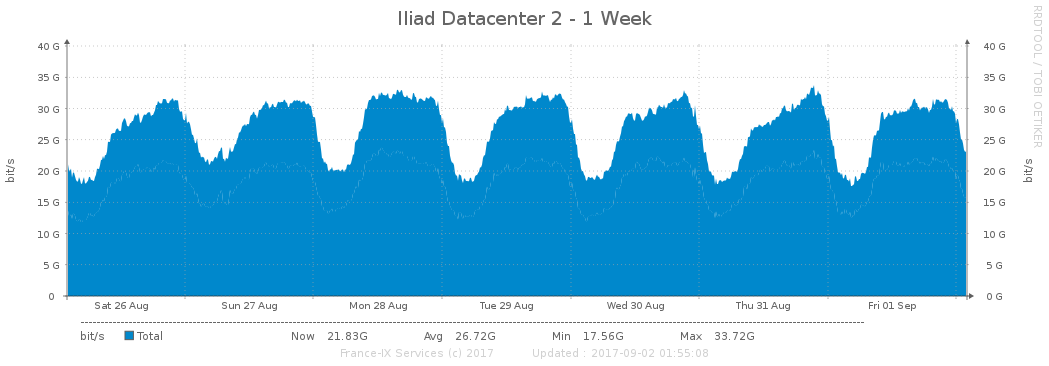 Iliad Datacenter 2 - 1 Week
RRDTOOL / TOBI OETIKER
bit/s
40 G 40 G
35 G 35 G
30 G 30 G
25 G 25 G
20 G 20 G
15 G 15 G
10 G 10 G
5 G 5 G
0 0 G
bit/s
Sat 26 Aug Sun 27 Aug Mon 28 Aug Tue 29 Aug Wed 30 Aug Thu 31 Aug Fri 01 Sep
bit/s Total Now 21.83G Avg 26.72G Min 17.56G Max 33.72G
France-IX Services (c) 2017 Updated : 2017-09-02 01:55:08